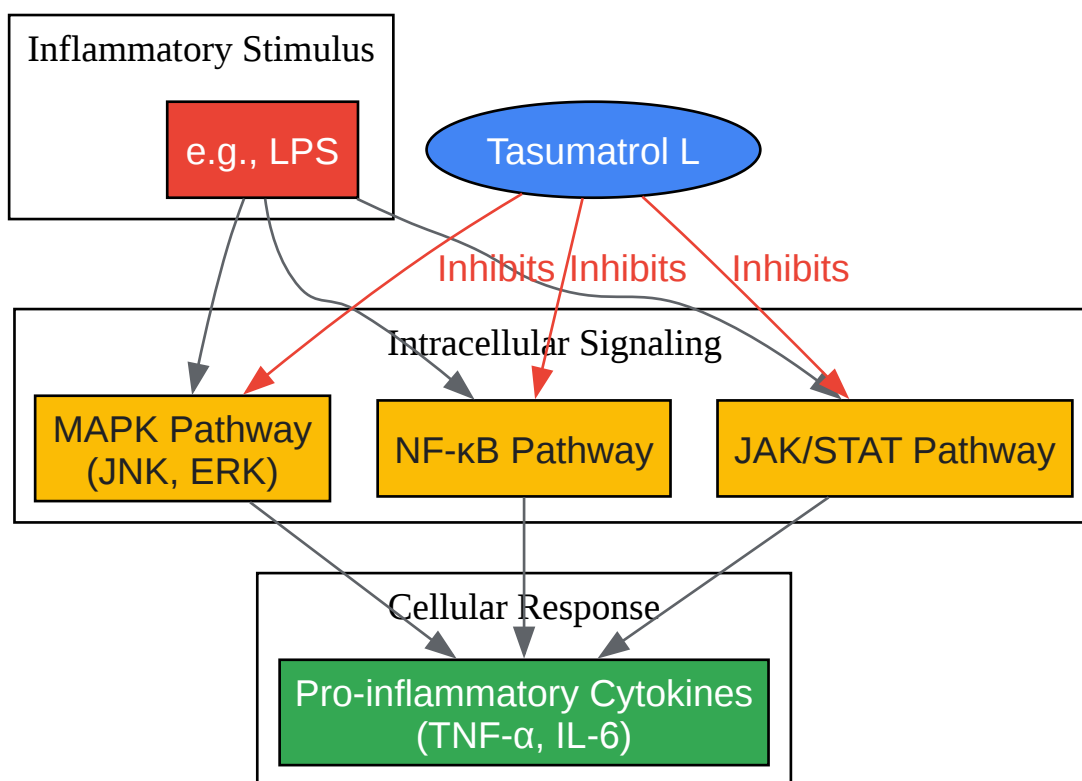 Inflammatory Stimulus
e.g., LPS
Tasumatrol L
Inhibits
Inhibits
Inhibits
Intracellular Signaling
MAPK Pathway
(JNK, ERK)
NF-κB Pathway
JAK/STAT Pathway
Cellular Response
Pro-inflammatory Cytokines
(TNF-α, IL-6)